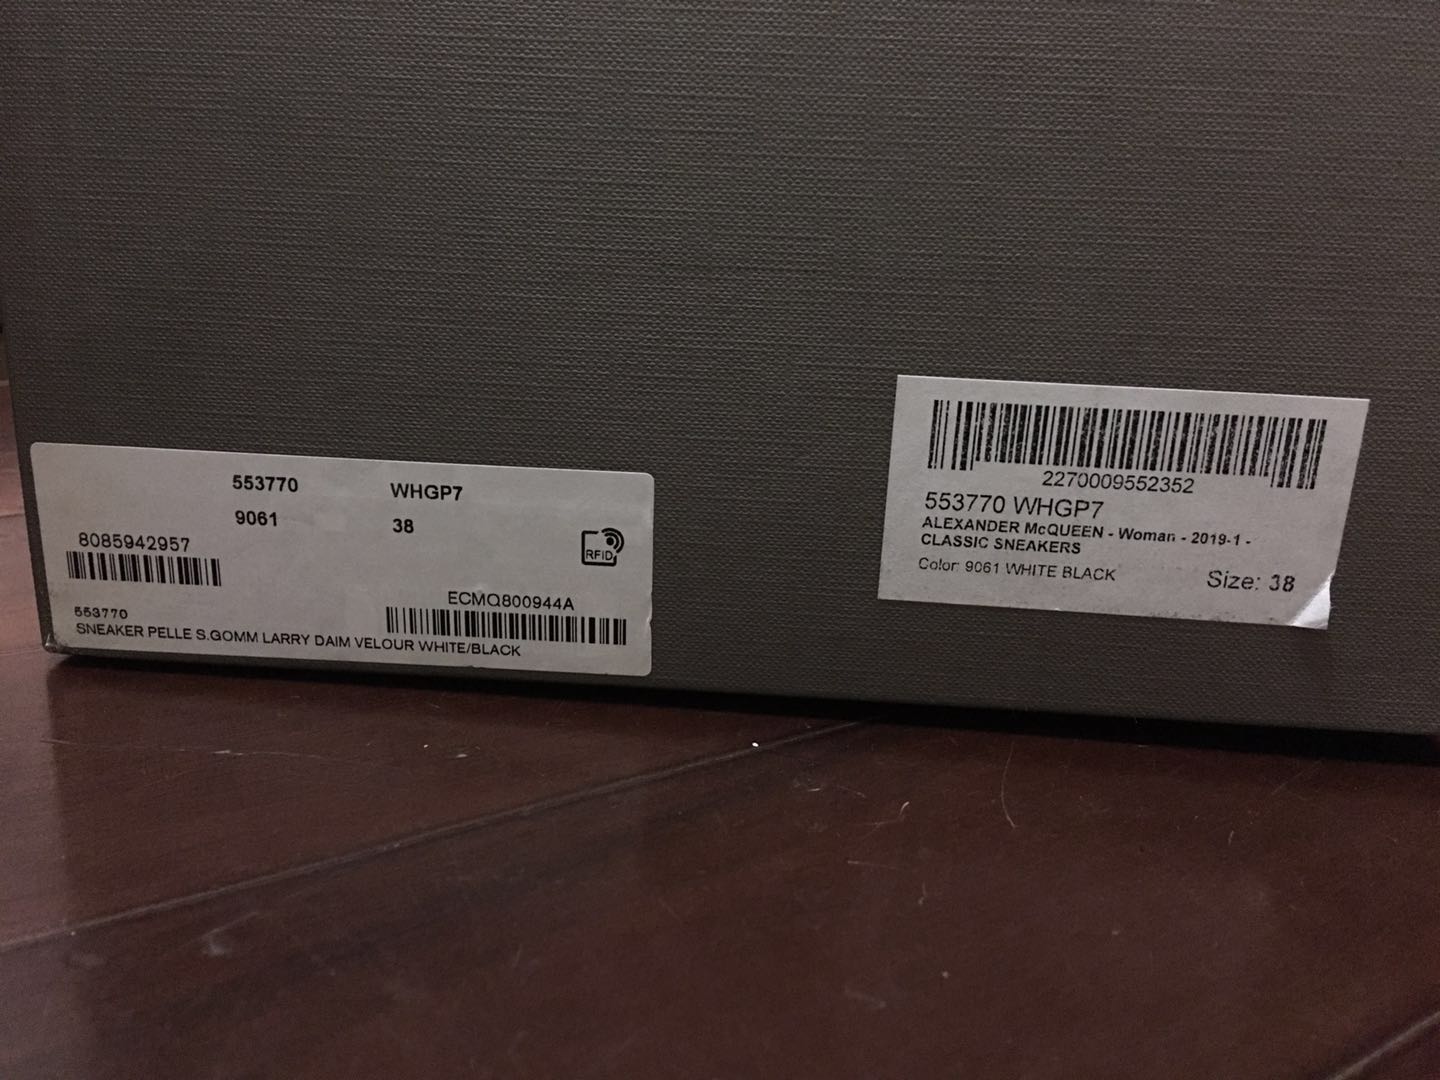 553770 WHGP7
9061 38
8085942957
RFID
ECMQ800944A
553770
SNEAKER PELLE S.GOMM LARRY DAIM VELOUR WHITE/BLACK
2270009552352
553770 WHGP7
ALEXANDER McQUEEN - Woman - 2019-1 -
CLASSIC SNEAKERS
Color: 9061 WHITE BLACK
Size: 38